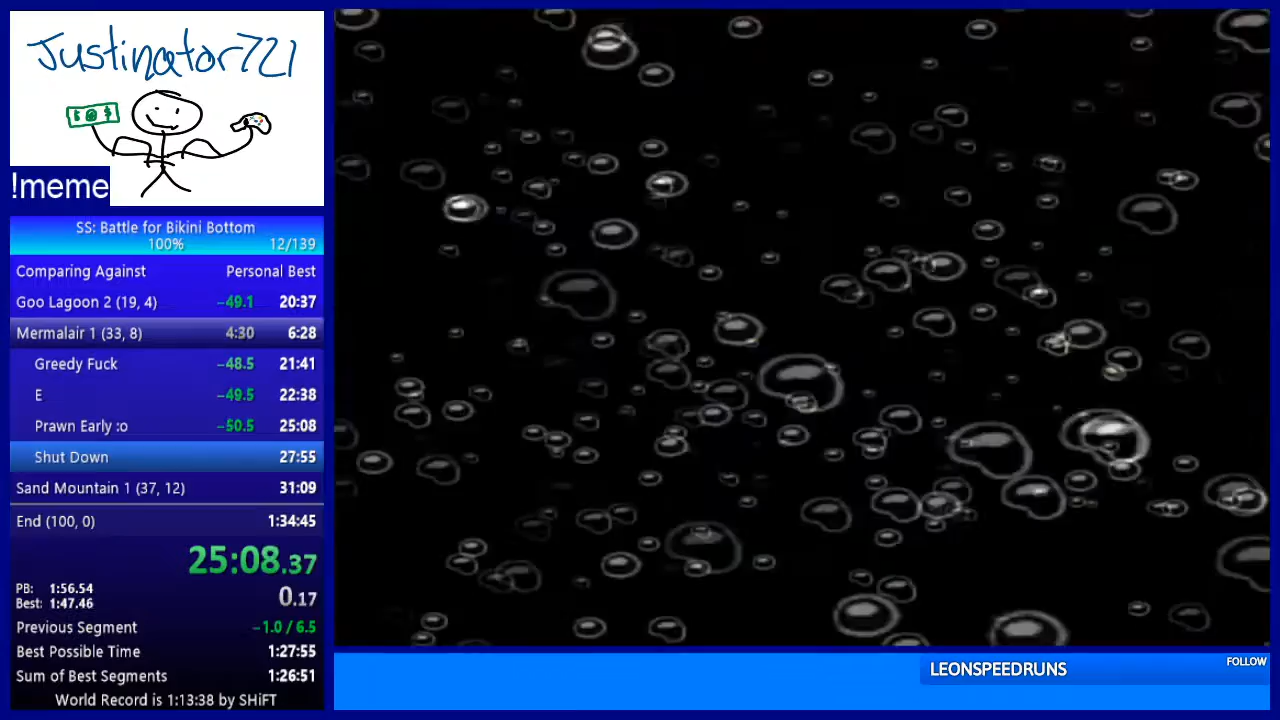 Justinator721
!meme
SS: Battle for Bikini Bottom
100% 12/139
Comparing Against Personal Best
Goo Lagoon 2 (19, 4) -49.1 20:37
Mermalair 1 (33, 8) 4:30 6:28
Greedy Fuck -48.5 21:41
E -49.5 22:38
Prawn Early :o -50.5 25:08
Shut Down 27:55
Sand Mountain 1 (37, 12) 31:09
End (100, 0) 1:34:45
25:08.37
PB: 1:56.54
Best: 1:47.46 0.17
Previous Segment -1.0 / 6.5
Best Possible Time 1:27:55
Sum of Best Segments 1:26:51
World Record is 1:13:38 by SHiFT
LEONSPEEDRUNS FOLLOW